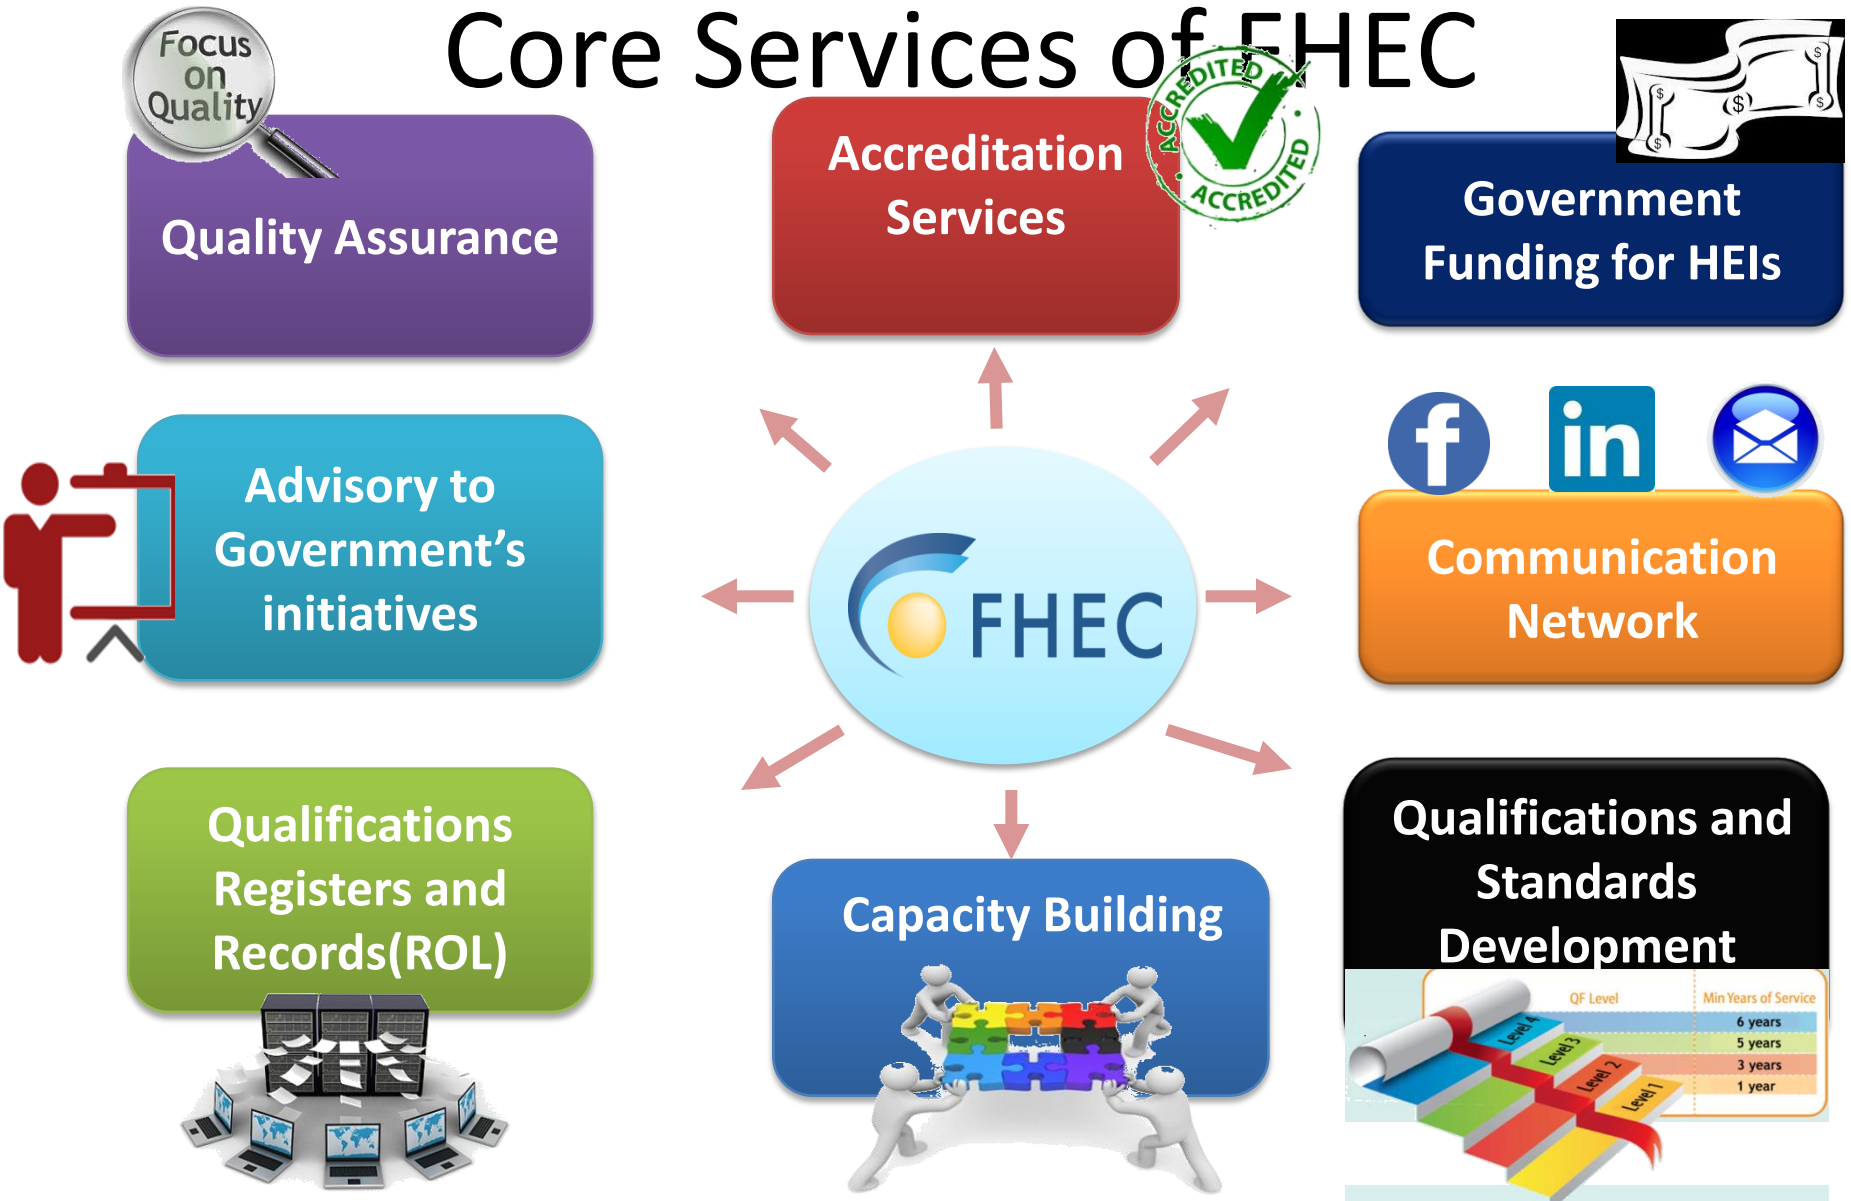 Core Services of FHEC
Focus
on
Quality
Quality Assurance
Accreditation
Services
ACCREDITED
ACCREDITED
$
$
$
$
$
Government
Funding for HEIs
Advisory to
Government’s
initiatives
FHEC
f
in
Communication
Network
Qualifications
Registers and
Records(ROL)
Capacity Building
Qualifications and
Standards
Development
QF Level
Min Years of Service
Level 4
6 years
Level 3
5 years
Level 2
3 years
Level 1
1 year